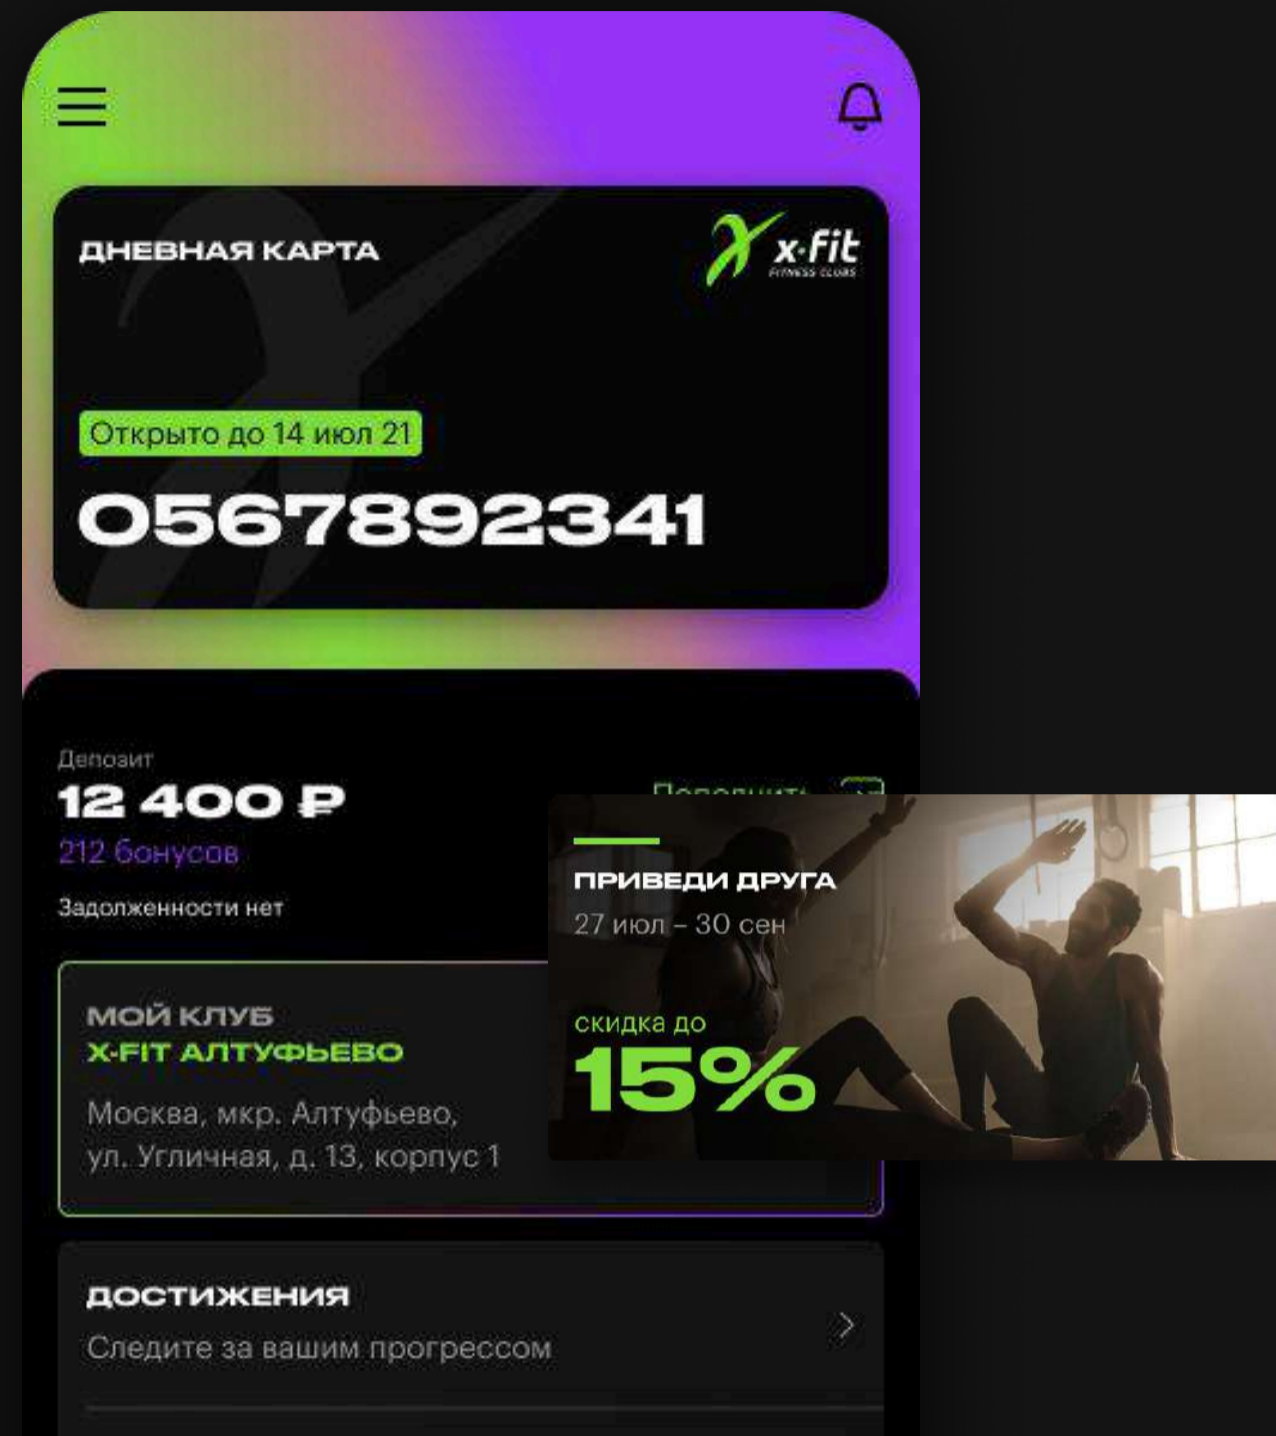 ДНЕВНАЯ КАРТА
x-fit
FITNESS CLUBS
Открыто до 14 июл 21
0567892341
Депозит
12 400 ₽
Пополнить
212 бонусов
Задолженности нет
ПРИВЕДИ ДРУГА
27 июл – 30 сен
скидка до
15%
МОЙ КЛУБ
X-FIT АЛТУФЬЕВО
Москва, мкр. Алтуфьево,
ул. Угличная, д. 13, корпус 1
ДОСТИЖЕНИЯ
Следите за вашим прогрессом